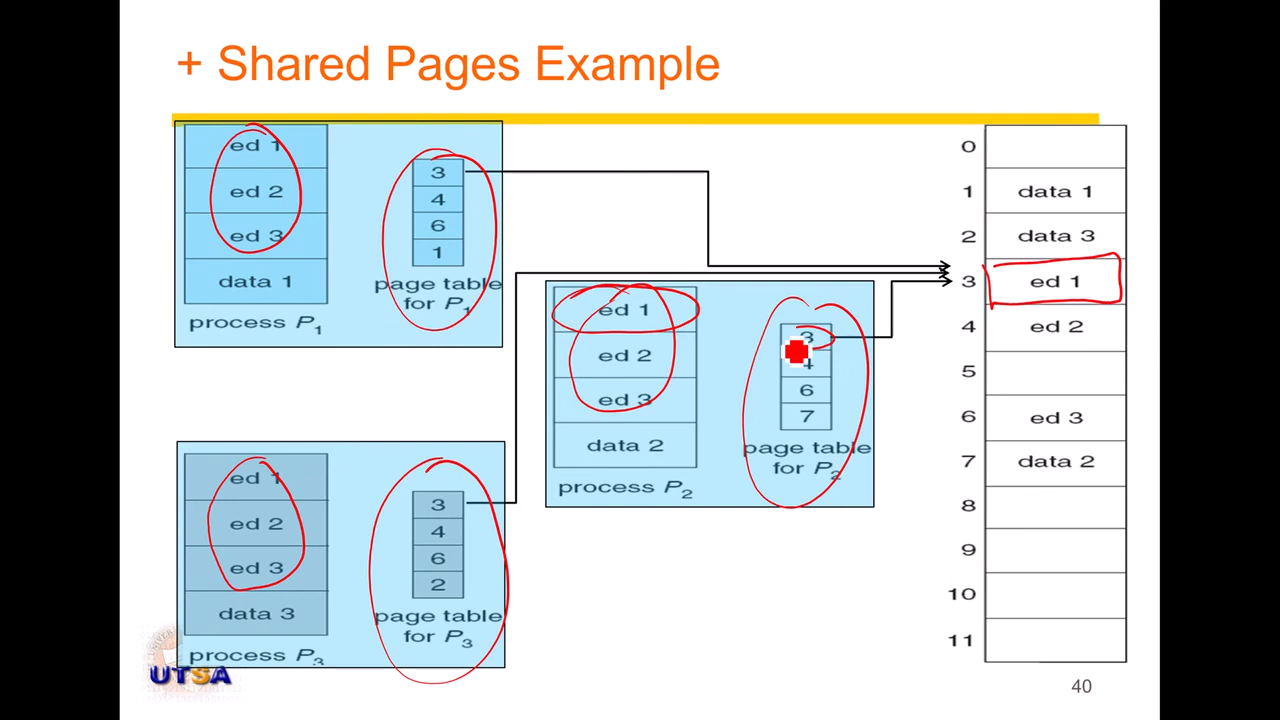 + Shared Pages Example
ed 1
ed 2
ed 3
data 1
process P1
3
4
6
1
page table
for P1
ed 1
ed 2
ed 3
data 2
process P2
3
4
6
7
page table
for P2
ed 1
ed 2
ed 3
data 3
process P3
3
4
6
2
page table
for P3
0
1 data 1
2 data 3
3 ed 1
4 ed 2
5
6 ed 3
7 data 2
8
9
10
11
UTSA
40